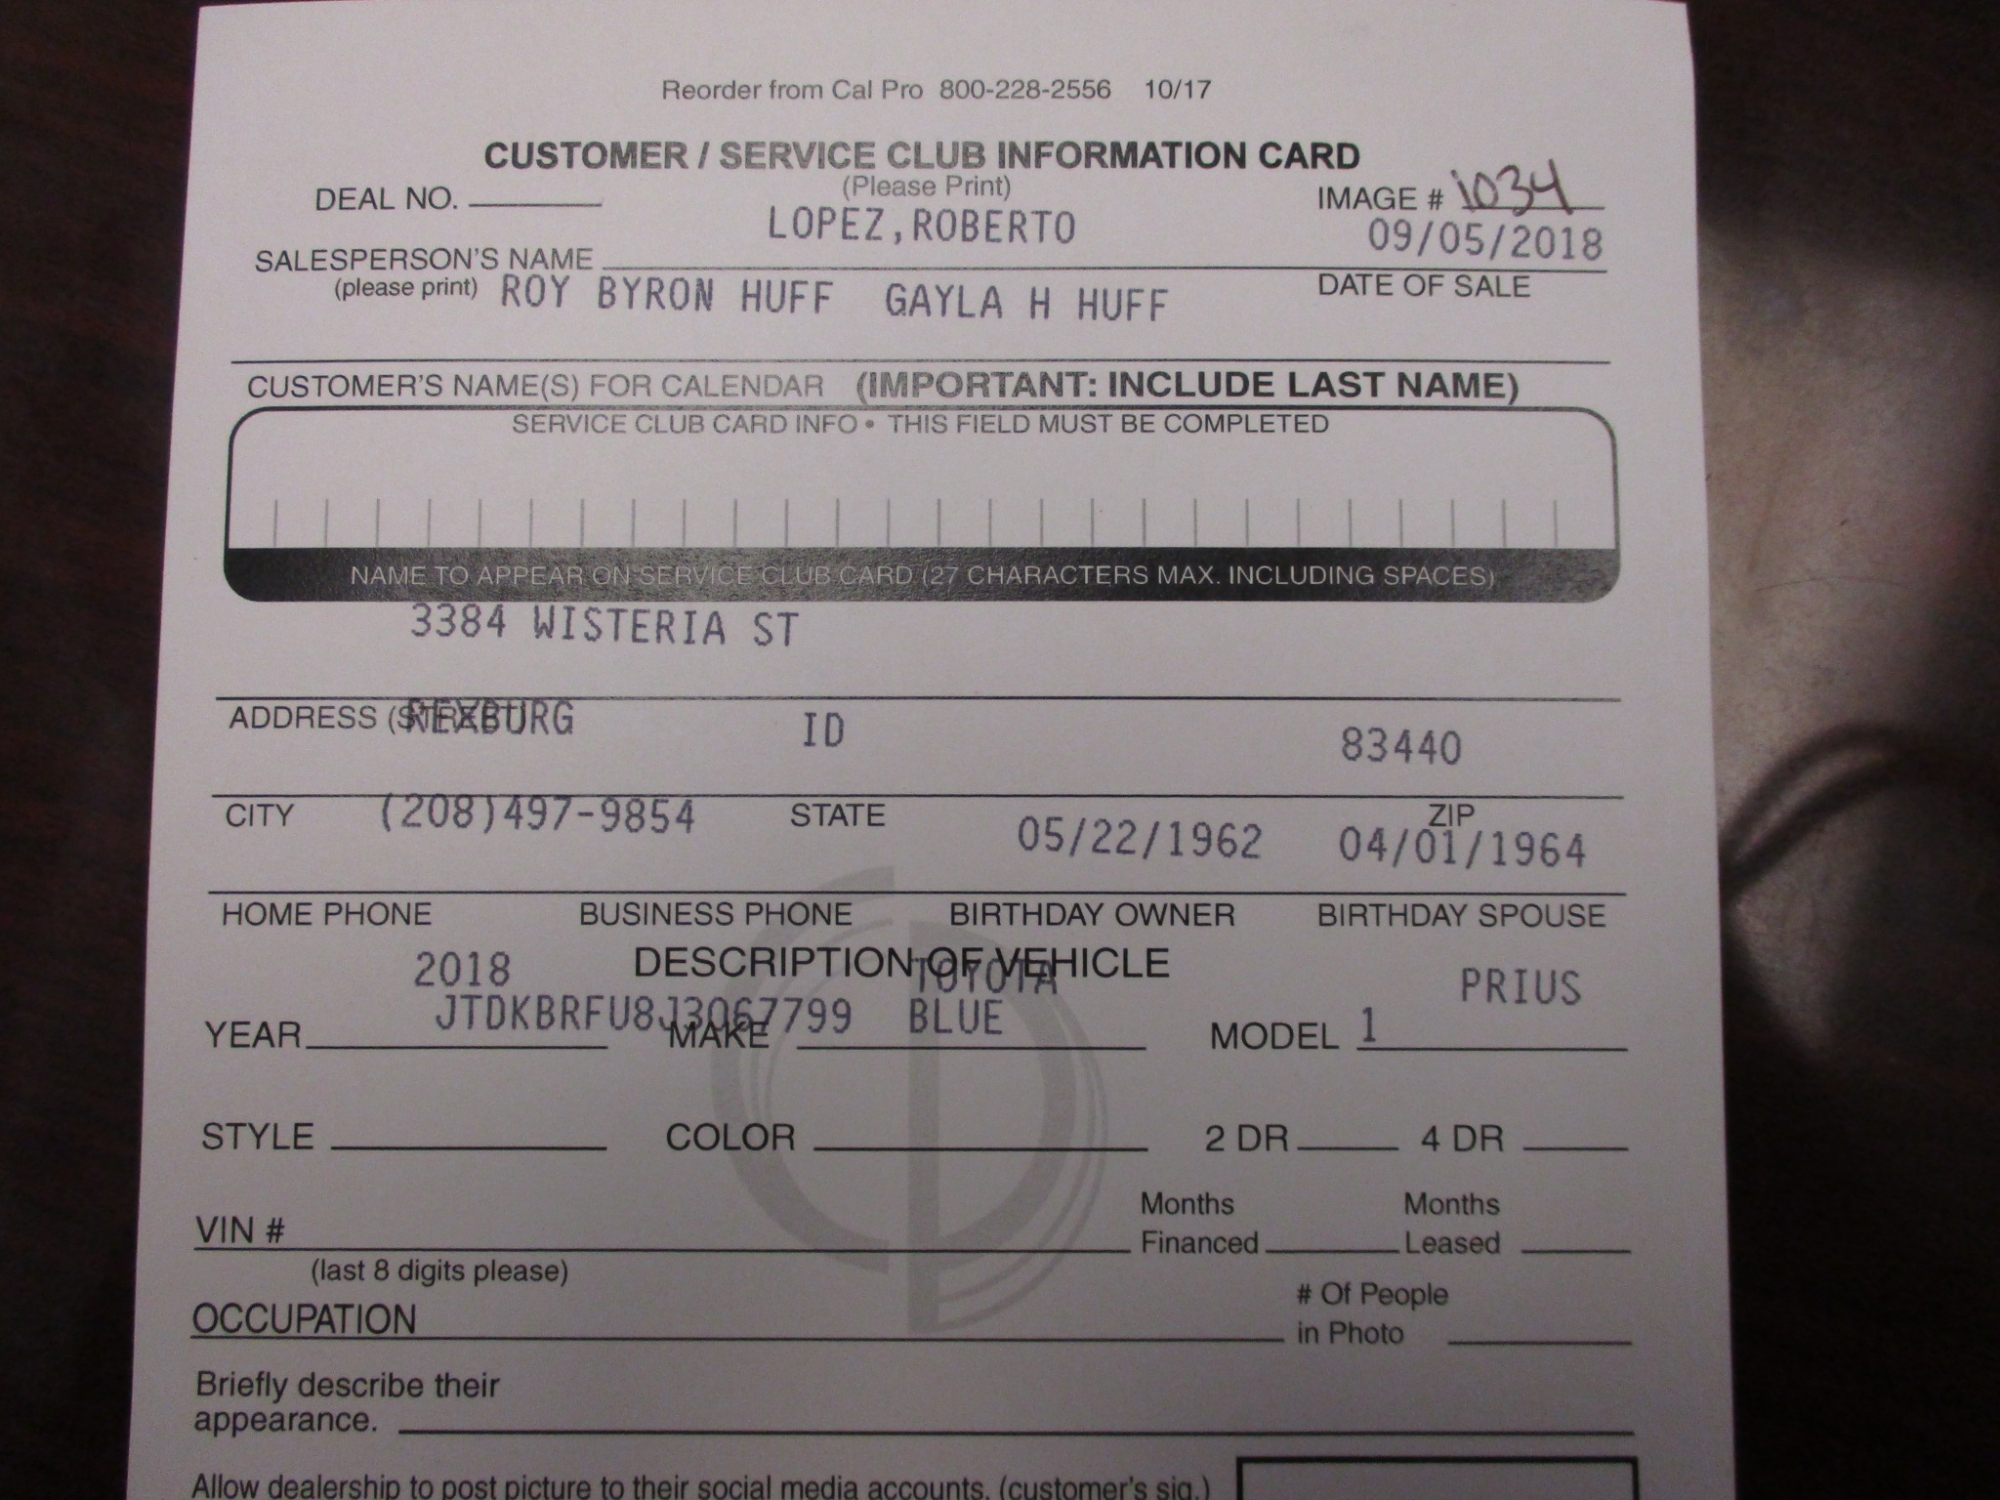 Reorder from Cal Pro 800-228-2556 10/17
CUSTOMER / SERVICE CLUB INFORMATION CARD
(Please Print)
DEAL NO. IMAGE # 1034
LOPEZ,ROBERTO 09/05/2018
SALESPERSON'S NAME
(please print) DATE OF SALE
ROY BYRON HUFF GAYLA H HUFF
CUSTOMER'S NAME(S) FOR CALENDAR (IMPORTANT: INCLUDE LAST NAME)
SERVICE CLUB CARD INFO • THIS FIELD MUST BE COMPLETED
NAME TO APPEAR ON SERVICE CLUB CARD (27 CHARACTERS MAX. INCLUDING SPACES)
3384 WISTERIA ST
ADDRESS (STREET)
REXBURG ID 83440
CITY STATE ZIP
(208)497-9854 05/22/1962 04/01/1964
HOME PHONE BUSINESS PHONE BIRTHDAY OWNER BIRTHDAY SPOUSE
DESCRIPTION OF VEHICLE
2018 TOYOTA PRIUS
JTDKBRFU8J3067799 BLUE 1
YEAR MAKE MODEL
STYLE COLOR 2 DR 4 DR
Months Months
VIN # Financed Leased
(last 8 digits please)
# Of People
OCCUPATION in Photo
Briefly describe their
appearance.
Allow dealership to post picture to their social media accounts. (customer's sig.)